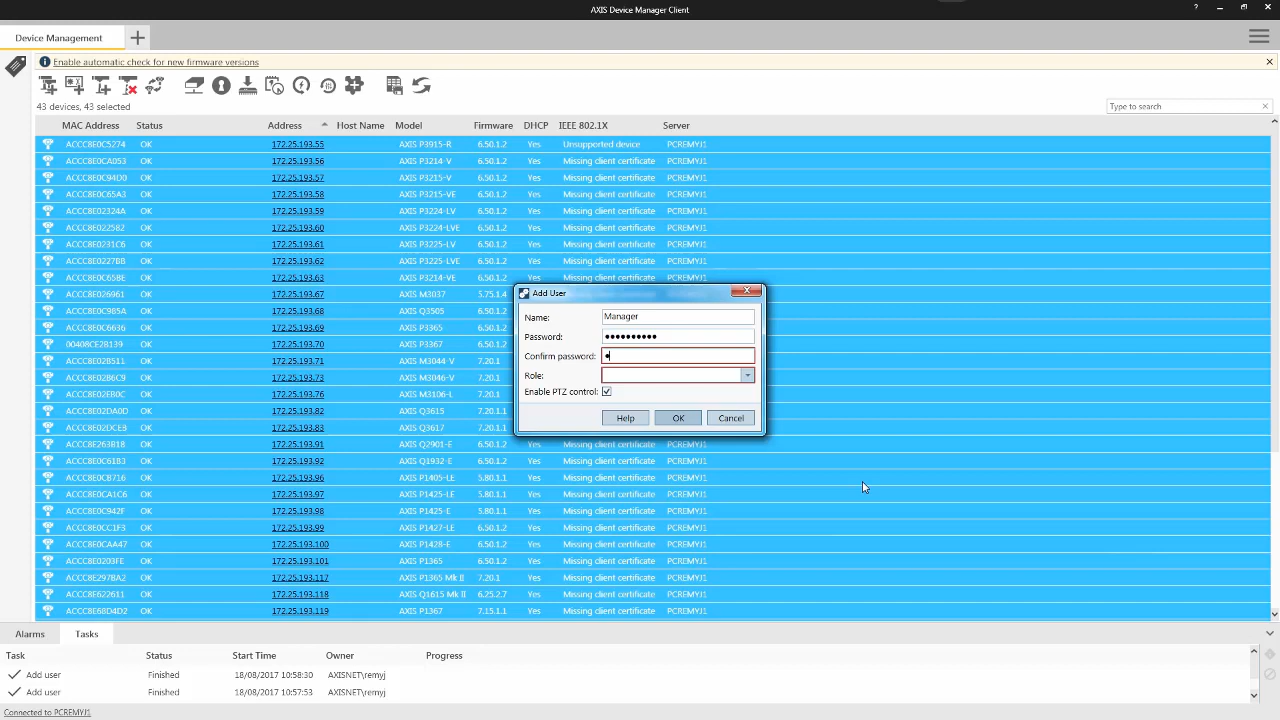 AXIS Device Manager Client
Device Management
Enable automatic check for new firmware versions
43 devices, 43 selected
Type to search
MAC Address Status Address Host Name Model Firmware DHCP IEEE 802.1X Server
ACCC8E0C5274 OK 172.25.193.55 AXIS P3915-R 6.50.1.2 Yes Unsupported device PCREMYJ1
ACCC8E0CA053 OK 172.25.193.56 AXIS P3214-V 6.50.1.2 Yes Missing client certificate PCREMYJ1
ACCC8E0C94D0 OK 172.25.193.57 AXIS P3215-V 6.50.1.2 Yes Missing client certificate PCREMYJ1
ACCC8E0C65A3 OK 172.25.193.58 AXIS P3215-VE 6.50.1.2 Yes Missing client certificate PCREMYJ1
ACCC8E02324A OK 172.25.193.59 AXIS P3224-LV 6.50.1.2 Yes Missing client certificate PCREMYJ1
ACCC8E022582 OK 172.25.193.60 AXIS P3224-LVE 6.50.1.2 Yes Missing client certificate PCREMYJ1
ACCC8E0231C6 OK 172.25.193.61 AXIS P3225-LV 6.50.1.2 Yes Missing client certificate PCREMYJ1
ACCC8E0227BB OK 172.25.193.62 AXIS P3225-LVE 6.50.1.2 Yes Missing client certificate PCREMYJ1
ACCC8E0C65BE OK 172.25.193.63 AXIS P3214-VE 6.50.1.2 Yes Missing client certificate PCREMYJ1
ACCC8E026961 OK 172.25.193.67 AXIS M3037 5.75.1.4
ACCC8E0C985A OK 172.25.193.68 AXIS Q3505 6.50.1.2
ACCC8E0C6636 OK 172.25.193.69 AXIS P3365 6.50.1.2
00408CE2B139 OK 172.25.193.70 AXIS P3367 6.50.1.2
ACCC8E02B511 OK 172.25.193.71 AXIS M3044-V 7.20.1
ACCC8E02B6C9 OK 172.25.193.73 AXIS M3046-V 7.20.1
ACCC8E02EB0C OK 172.25.193.76 AXIS M3106-L 7.20.1
ACCC8E02DA0D OK 172.25.193.82 AXIS Q3615 7.20.1
ACCC8E02DCEB OK 172.25.193.83 AXIS Q3617 7.20.1
ACCC8E263B18 OK 172.25.193.91 AXIS Q2901-E 6.50.1.2 Yes Missing client certificate PCREMYJ1
ACCC8E0C61B3 OK 172.25.193.92 AXIS Q1932-E 6.50.1.2 Yes Missing client certificate PCREMYJ1
ACCC8E0C8716 OK 172.25.193.96 AXIS P1405-LE 5.80.1.1 Yes Missing client certificate PCREMYJ1
ACCC8E0CA1C6 OK 172.25.193.97 AXIS P1425-LE 5.80.1.1 Yes Missing client certificate PCREMYJ1
ACCC8E0C942F OK 172.25.193.98 AXIS P1425-E 5.80.1.1 Yes Missing client certificate PCREMYJ1
ACCC8E0CC1F3 OK 172.25.193.99 AXIS P1427-LE 6.50.1.2 Yes Missing client certificate PCREMYJ1
ACCC8E0CAA47 OK 172.25.193.100 AXIS P1428-E 6.50.1.2 Yes Missing client certificate PCREMYJ1
ACCC8E0203FE OK 172.25.193.101 AXIS P1365 6.50.1.2 Yes Missing client certificate PCREMYJ1
ACCC8E297BA2 OK 172.25.193.117 AXIS P1365 Mk II 7.20.1 Yes Missing client certificate PCREMYJ1
ACCC8E622611 OK 172.25.193.118 AXIS Q1615 Mk II 6.25.2.7 Yes Missing client certificate PCREMYJ1
ACCC8E68D4D2 OK 172.25.193.119 AXIS P1367 7.15.1.1 Yes Missing client certificate PCREMYJ1
Add User
Name: Manager
Password:
Confirm password:
Role:
Enable PTZ control:
Help OK Cancel
Alarms Tasks
Task Status Start Time Owner Progress
Add user Finished 18/08/2017 10:58:30 AXISNET\remyj
Add user Finished 18/08/2017 10:57:53 AXISNET\remyj
Connected to PCREMYJ1